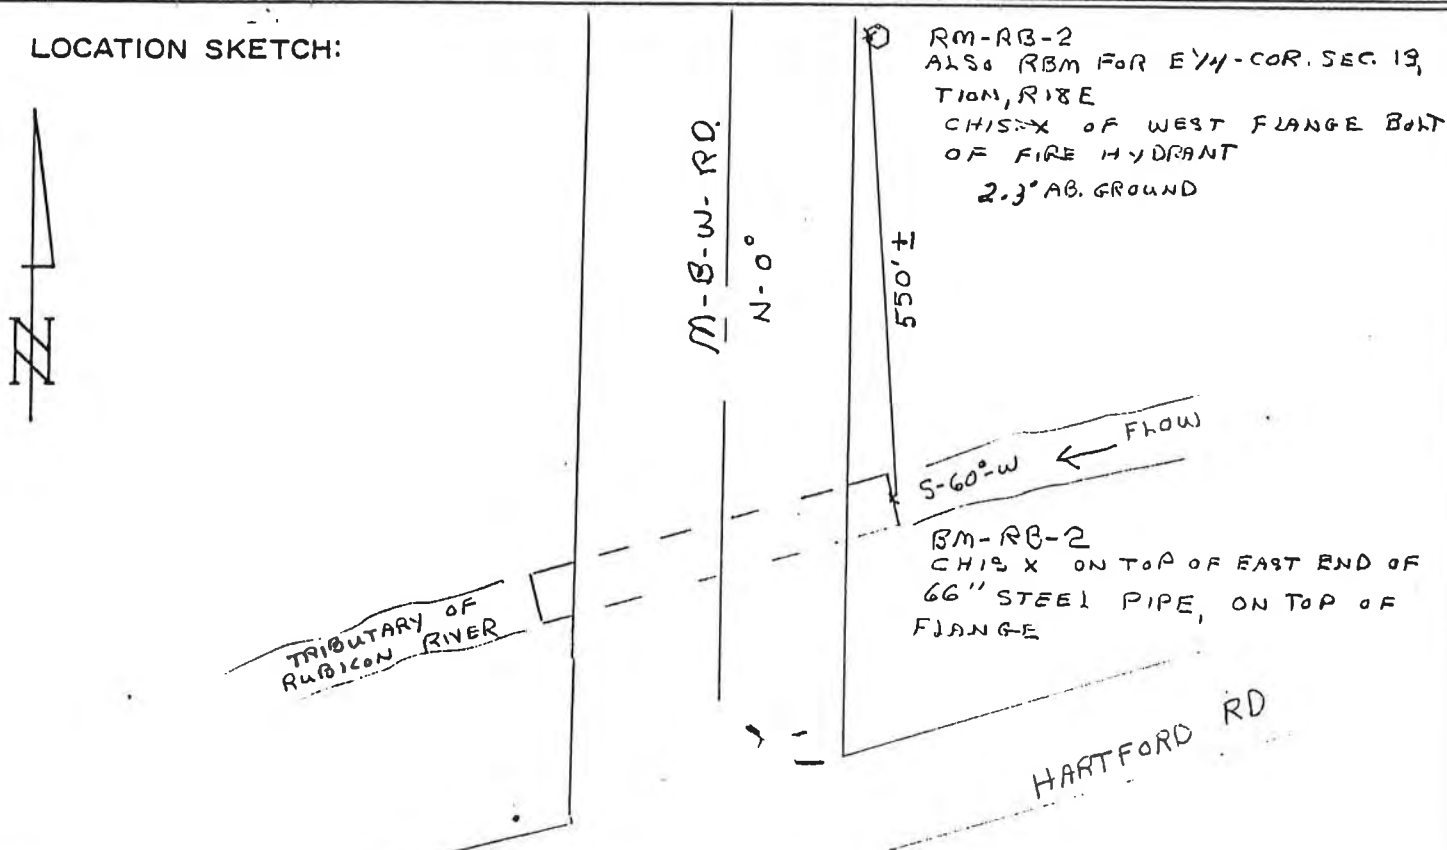 LOCATION SKETCH:
RM-RB-2
ALSO RBM FOR E1/4-COR. SEC. 19,
T10N, R18E
CHIS-X OF WEST FLANGE BOLT
OF FIRE HYDRANT
2.3' AB. GROUND
M-B-W- RD.
N-0°
550'±
N
FLOW
S-60°-W
BM-RB-2
CHIS X ON TOP OF EAST END OF
66" STEEL PIPE, ON TOP OF
FLANGE
TRIBUTARY OF
RUBICON RIVER
HARTFORD RD